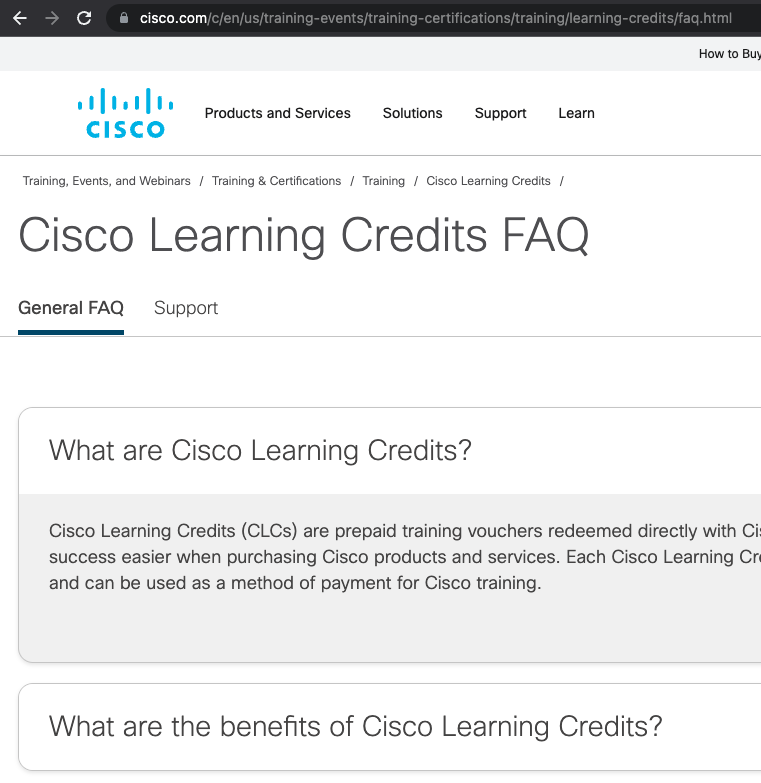 cisco.com/c/en/us/training-events/training-certifications/training/learning-credits/faq.html
How to Buy
CISCO
Products and Services Solutions Support Learn
Training, Events, and Webinars / Training & Certifications / Training / Cisco Learning Credits /
Cisco Learning Credits FAQ
General FAQ Support
What are Cisco Learning Credits?
Cisco Learning Credits (CLCs) are prepaid training vouchers redeemed directly with Cis
success easier when purchasing Cisco products and services. Each Cisco Learning Cre
and can be used as a method of payment for Cisco training.
What are the benefits of Cisco Learning Credits?